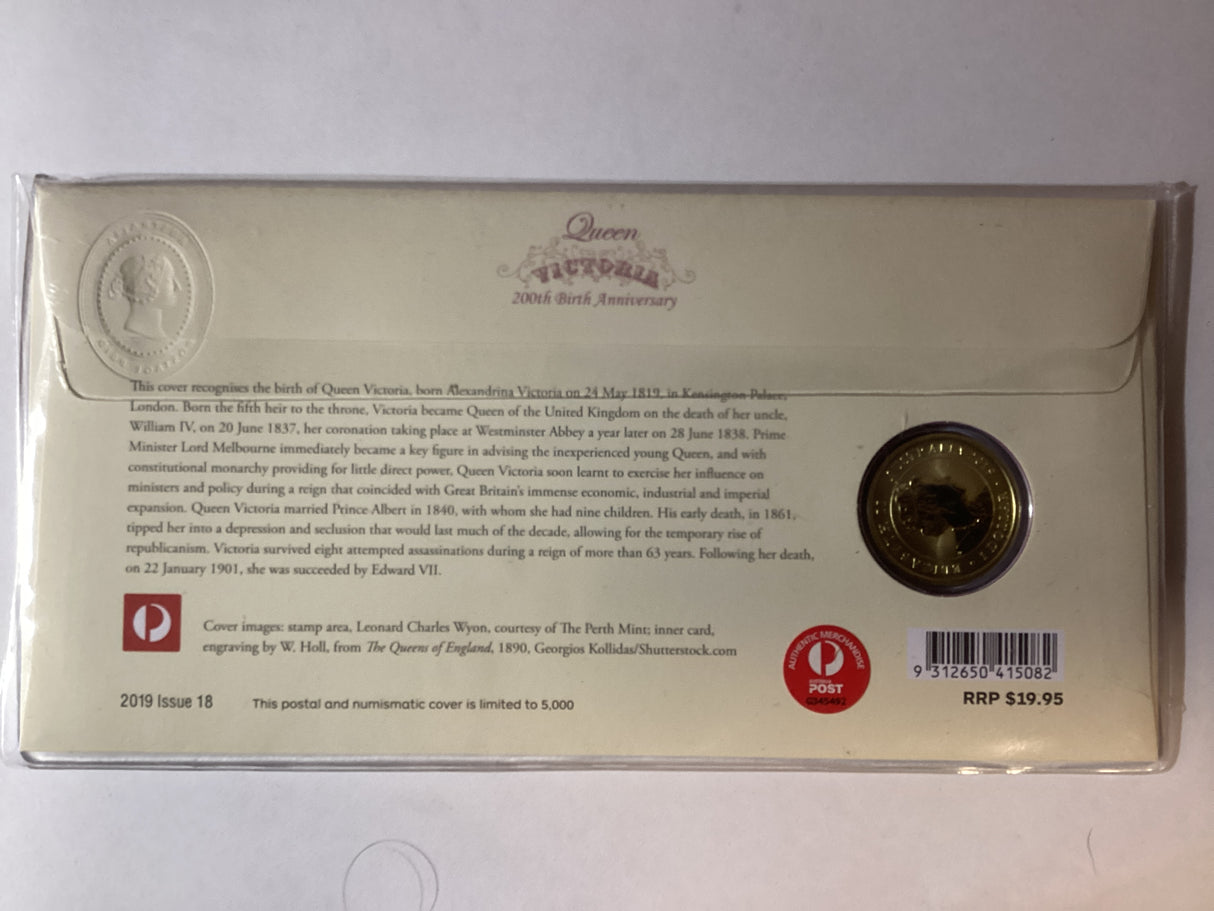 Queen
VICTORIA
200th Birth Anniversary
This cover recognises the birth of Queen Victoria, born Alexandrina Victoria on 24 May 1819, in Kensington Palace,
London. Born the fifth heir to the throne, Victoria became Queen of the United Kingdom on the death of her uncle,
William IV, on 20 June 1837, her coronation taking place at Westminster Abbey a year later on 28 June 1838. Prime
Minister Lord Melbourne immediately became a key figure in advising the inexperienced young Queen, and with
constitutional monarchy providing for little direct power, Queen Victoria soon learnt to exercise her influence on
ministers and policy during a reign that coincided with Great Britain's immense economic, industrial and imperial
expansion. Queen Victoria married Prince Albert in 1840, with whom she had nine children. His early death, in 1861,
tipped her into a depression and seclusion that would last much of the decade, allowing for the temporary rise of
republicanism. Victoria survived eight attempted assassinations during a reign of more than 63 years. Following her death,
on 22 January 1901, she was succeeded by Edward VII.
Cover images: stamp area, Leonard Charles Wyon, courtesy of The Perth Mint; inner card,
engraving by W. Holl, from The Queens of England, 1890, Georgios Kollidas/Shutterstock.com
AUTHENTIC MERCHANDISE
AUSTRALIA
POST
9 312650 415082
2019 Issue 18
This postal and numismatic cover is limited to 5,000
RRP $19.95